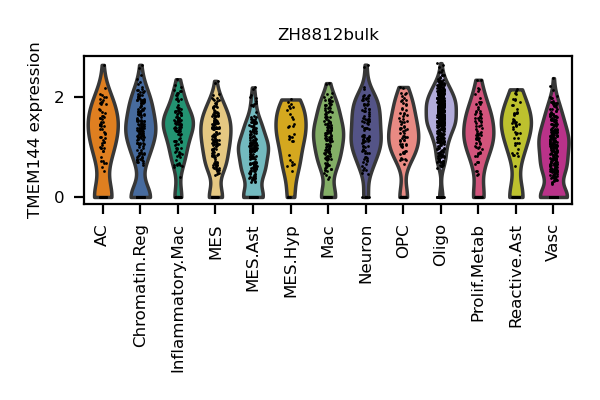 ZH8812bulk
TMEM144 expression
2
0
AC
Chromatin.Reg
Inflammatory.Mac
MES
MES.Ast
MES.Hyp
Mac
Neuron
OPC
Oligo
Prolif.Metab
Reactive.Ast
Vasc